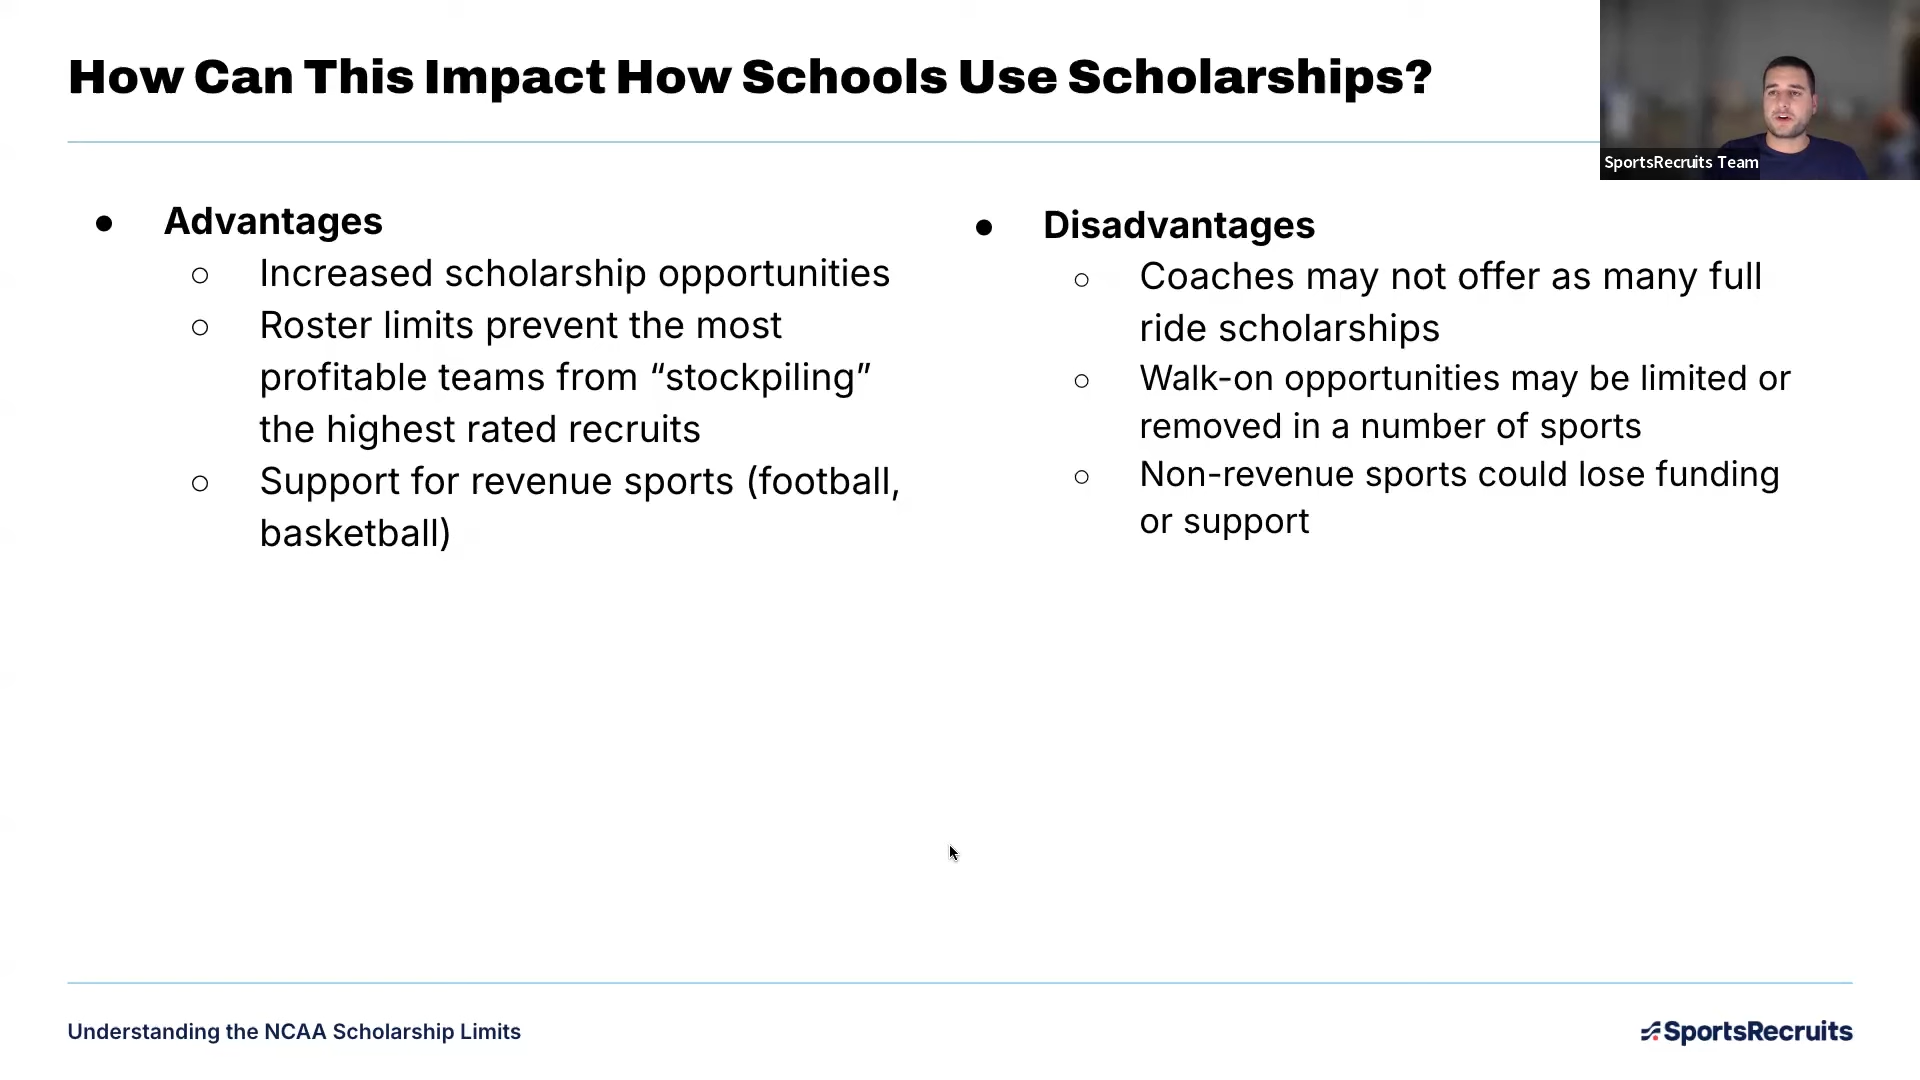 How Can This Impact How Schools Use Scholarships?
SportsRecruits Team
● Advantages
○ Increased scholarship opportunities
○ Roster limits prevent the most
profitable teams from “stockpiling”
the highest rated recruits
○ Support for revenue sports (football,
basketball)
● Disadvantages
○ Coaches may not offer as many full
ride scholarships
○ Walk-on opportunities may be limited or
removed in a number of sports
○ Non-revenue sports could lose funding
or support
Understanding the NCAA Scholarship Limits
SportsRecruits